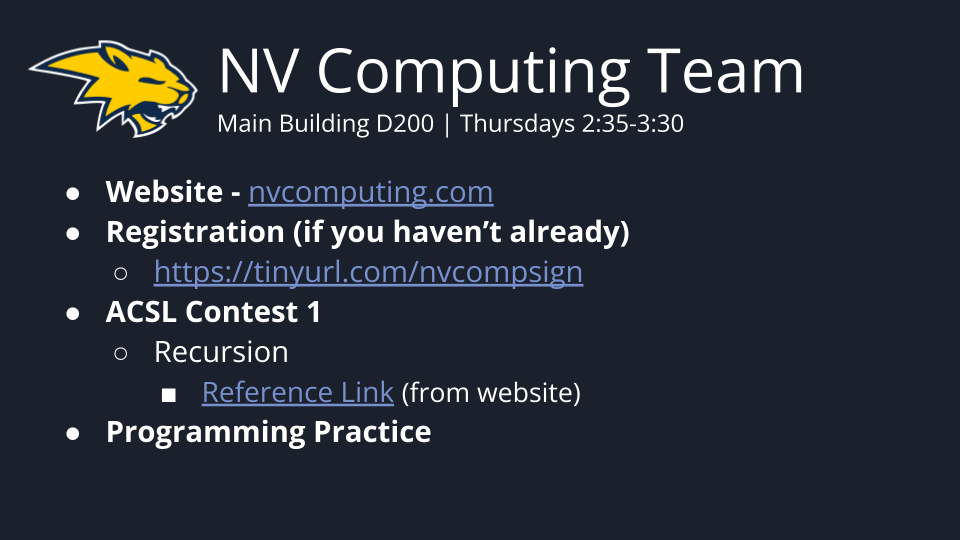 NV Computing Team
Main Building D200 | Thursdays 2:35-3:30
● Website - nvcomputing.com
● Registration (if you haven’t already)
○ https://tinyurl.com/nvcompsign
● ACSL Contest 1
○ Recursion
■ Reference Link (from website)
● Programming Practice